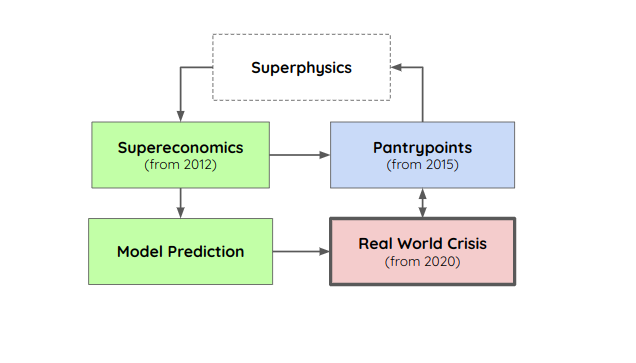 Superphysics
Supereconomics
(from 2012)
Pantrypoints
(from 2015)
Model Prediction
Real World Crisis
(from 2020)